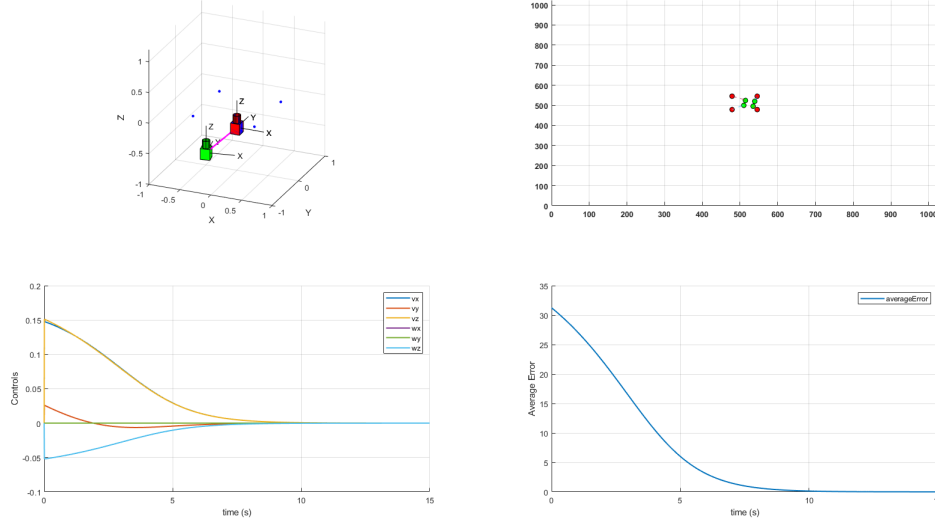 1
0.5
0
-0.5
-1
Z
Z
Y
X
Z
Y
X
-1
-0.5
0
0.5
1
X
-1
0
1
Y
1000
900
800
700
600
500
400
300
200
100
0
0 100 200 300 400 500 600 700 800 900 1000
0.2
0.15
0.1
0.05
0
-0.05
-0.1
Controls
vx
vy
vz
wx
wy
wz
0 5 10 15
time (s)
35
30
25
20
15
10
5
0
Average Error
averageError
0 5 10
time (s)